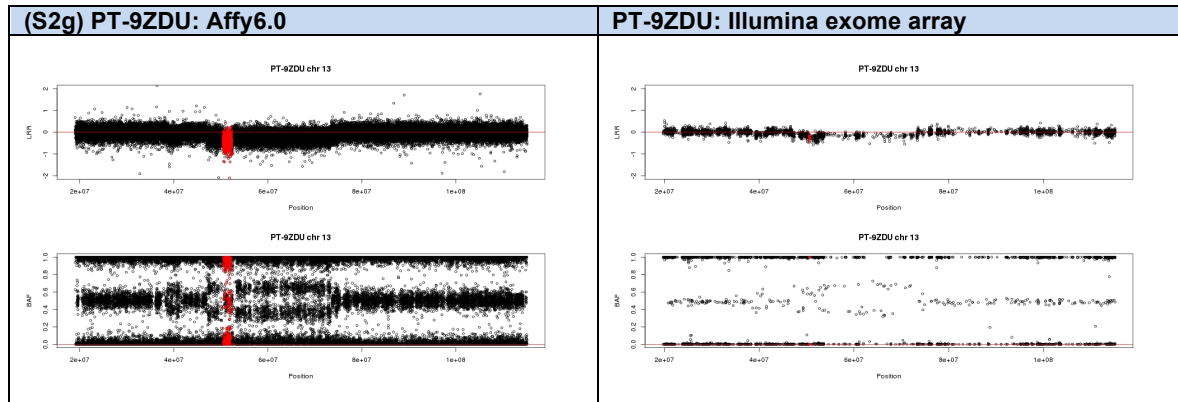 (S2g) PT-9ZDU: Affy6.0
PT-9ZDU: Illumina exome array
PT-9ZDU chr 13
LRR
2
1
0
-1
-2
2e+07 4e+07 6e+07 8e+07 1e+08
Position
PT-9ZDU chr 13
BAF
1.0
0.8
0.6
0.4
0.2
0.0
2e+07 4e+07 6e+07 8e+07 1e+08
Position
PT-9ZDU chr 13
LRR
2
1
0
-1
-2
2e+07 4e+07 6e+07 8e+07 1e+08
Position
PT-9ZDU chr 13
BAF
1.0
0.8
0.6
0.4
0.2
0.0
2e+07 4e+07 6e+07 8e+07 1e+08
Position